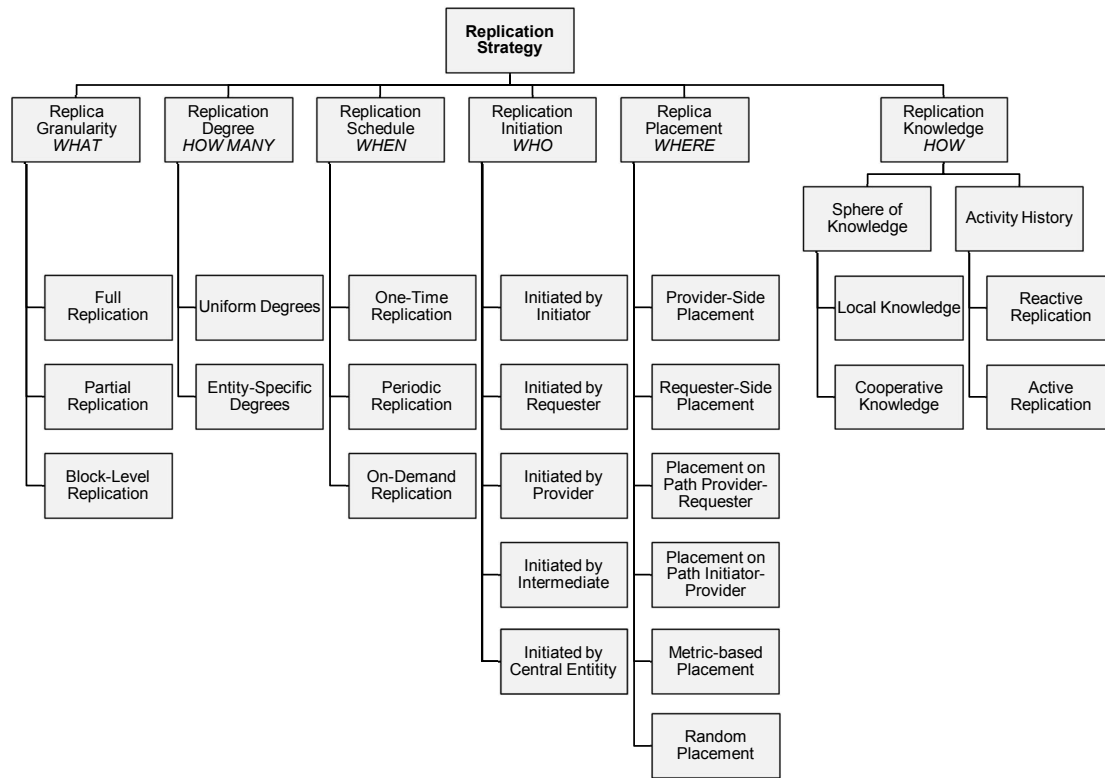 Replication
Strategy
Replica
Granularity
WHAT
Replication
Degree
HOW MANY
Replication
Schedule
WHEN
Replication
Initiation
WHO
Replica
Placement
WHERE
Replication
Knowledge
HOW
Sphere of
Knowledge
Activity History
Full
Replication
Partial
Replication
Block-Level
Replication
Uniform Degrees
Entity-Specific
Degrees
One-Time
Replication
Periodic
Replication
On-Demand
Replication
Initiated by
Initiator
Initiated by
Requester
Initiated by
Provider
Initiated by
Intermediate
Initiated by
Central Entitity
Provider-Side
Placement
Requester-Side
Placement
Placement on
Path Provider-
Requester
Placement on
Path Initiator-
Provider
Metric-based
Placement
Random
Placement
Local Knowledge
Cooperative
Knowledge
Reactive
Replication
Active
Replication